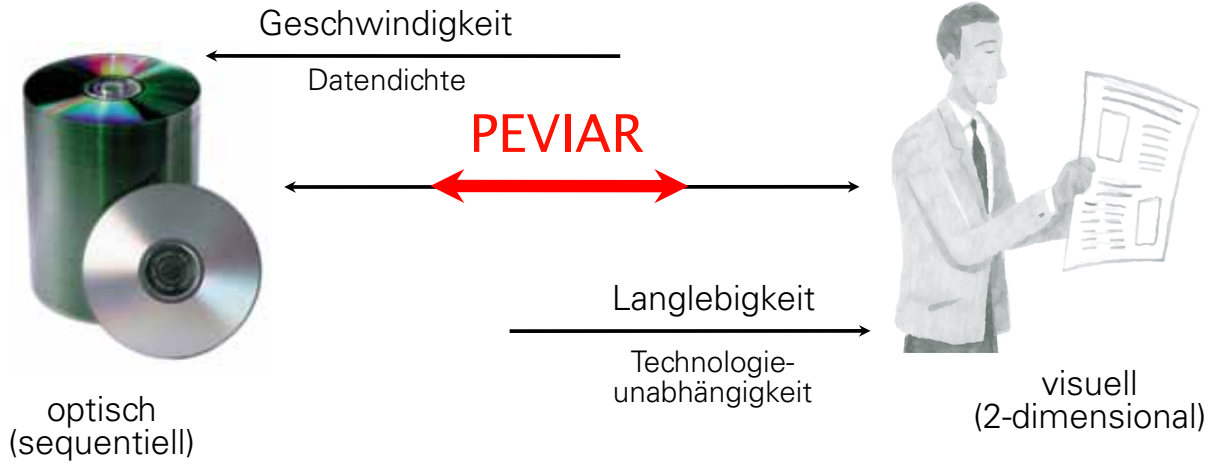 Geschwindigkeit
Datendichte
PEVIAR
Langlebigkeit
Technologie-
unabhängigkeit
optisch
(sequentiell)
visuell
(2-dimensional)